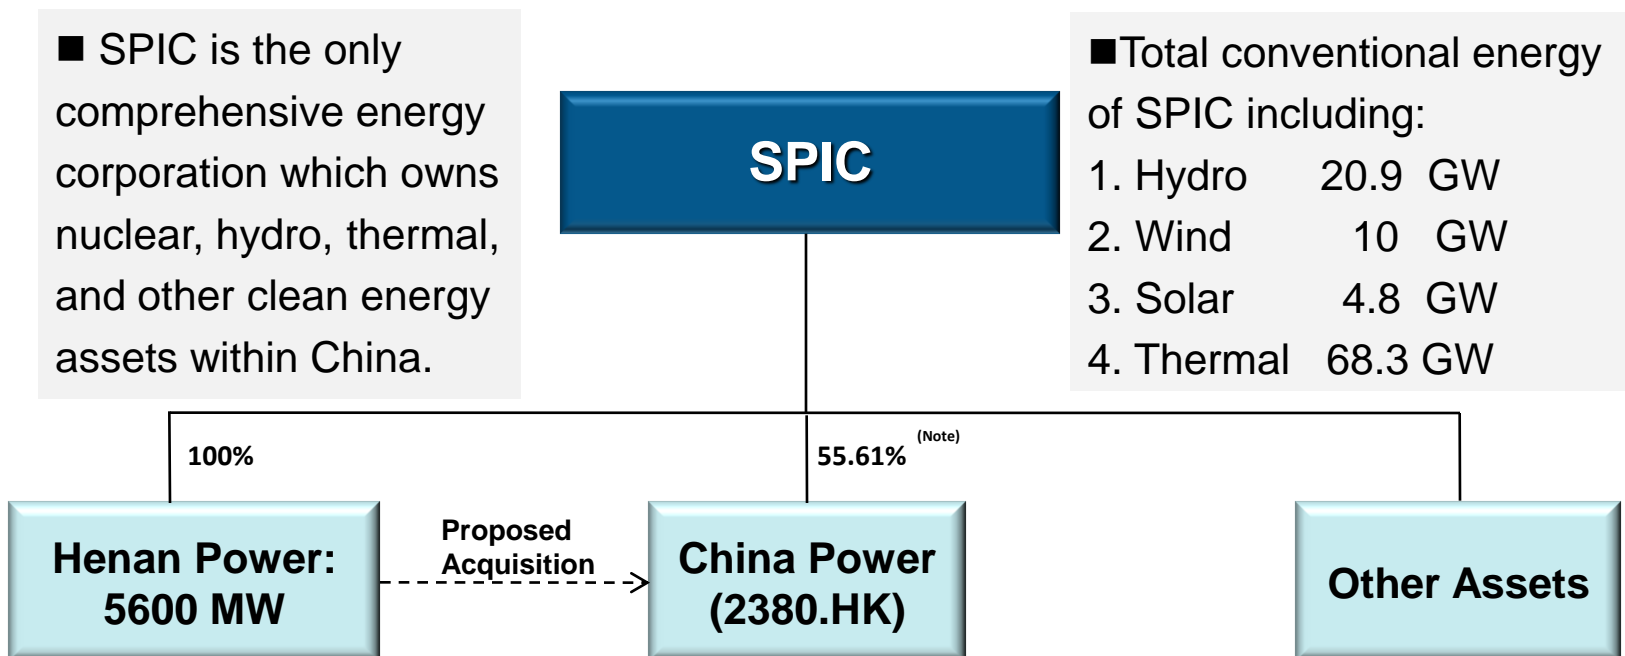 ■ SPIC is the only
comprehensive energy
corporation which owns
nuclear, hydro, thermal,
and other clean energy
assets within China.
SPIC
■Total conventional energy
of SPIC including:
1. Hydro 20.9 GW
2. Wind 10 GW
3. Solar 4.8 GW
4. Thermal 68.3 GW
100%
55.61% (Note)
Henan Power:
5600 MW
Proposed
Acquisition
China Power
(2380.HK)
Other Assets